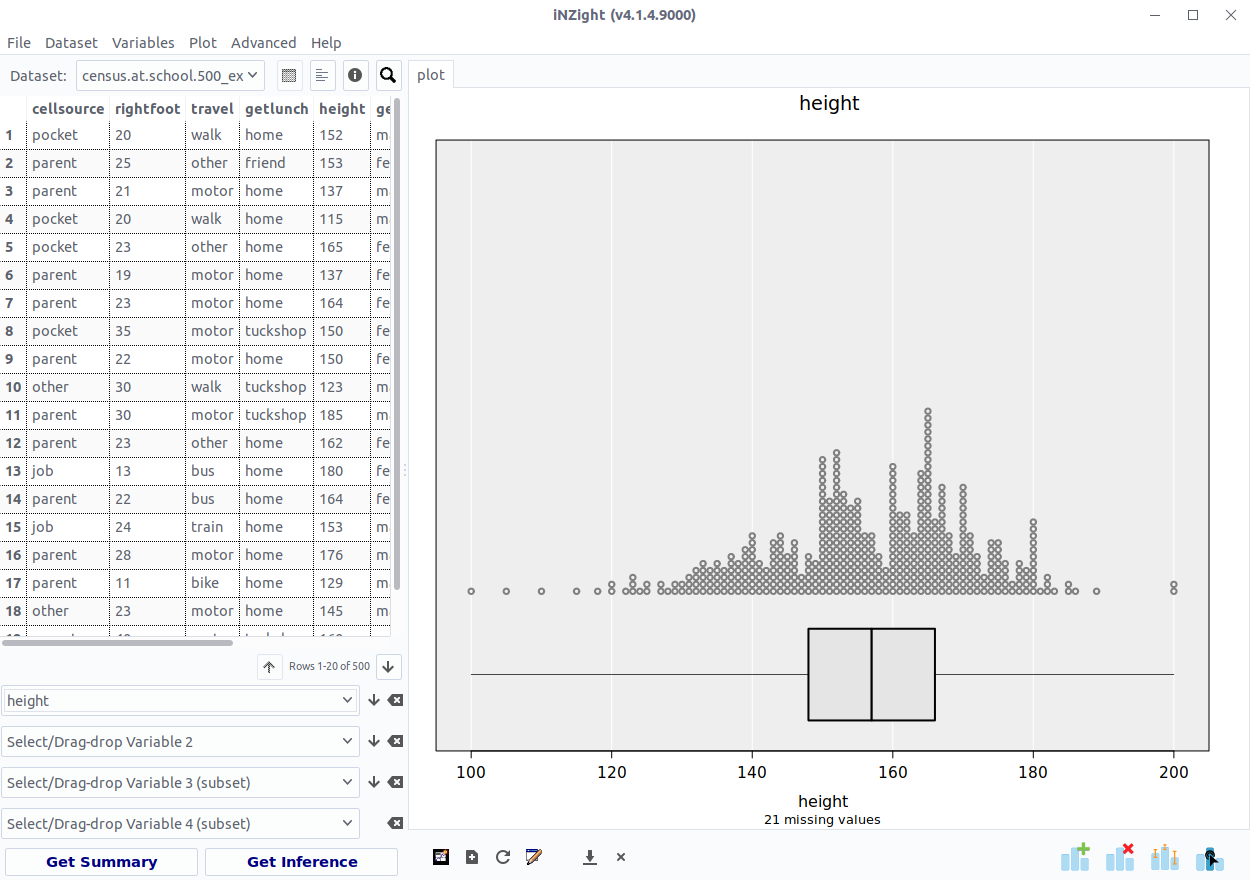 iNZight (v4.1.4.9000)
File Dataset Variables Plot Advanced Help
Dataset: census.at.school.500_ex
plot
cellsource rightfoot travel getlunch height ge
1 pocket 20 walk home 152 m
2 parent 25 other friend 153 fe
3 parent 21 motor home 137 m
4 pocket 20 walk home 115 m
5 pocket 23 other home 165 fe
6 parent 19 motor home 137 fe
7 parent 23 motor home 164 fe
8 pocket 35 motor tuckshop 150 fe
9 parent 22 motor home 150 fe
10 other 30 walk tuckshop 123 m
11 parent 30 motor tuckshop 185 m
12 parent 23 other home 162 fe
13 job 13 bus home 180 fe
14 parent 22 bus home 164 fe
15 job 24 train home 153 m
16 parent 28 motor home 176 m
17 parent 11 bike home 129 m
18 other 23 motor home 145 m
Rows 1-20 of 500
height
Select/Drag-drop Variable 2
Select/Drag-drop Variable 3 (subset)
Select/Drag-drop Variable 4 (subset)
Get Summary Get Inference
height
100 120 140 160 180 200
height
21 missing values